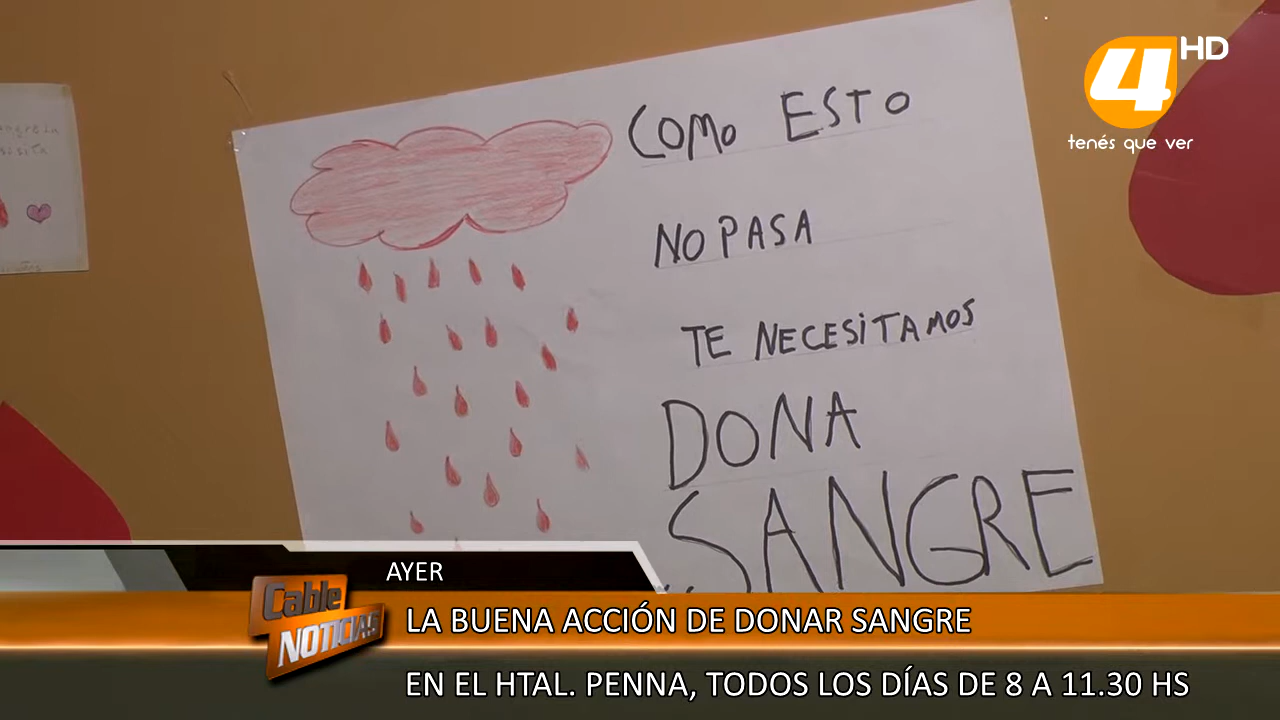 4 HD
tenés que ver
COMO ESTO
NO PASA
TE NECESITAMOS
DONA
SANGRE
AYER
Cable
NOTICIAS
LA BUENA ACCIÓN DE DONAR SANGRE
EN EL HTAL. PENNA, TODOS LOS DÍAS DE 8 A 11.30 HS